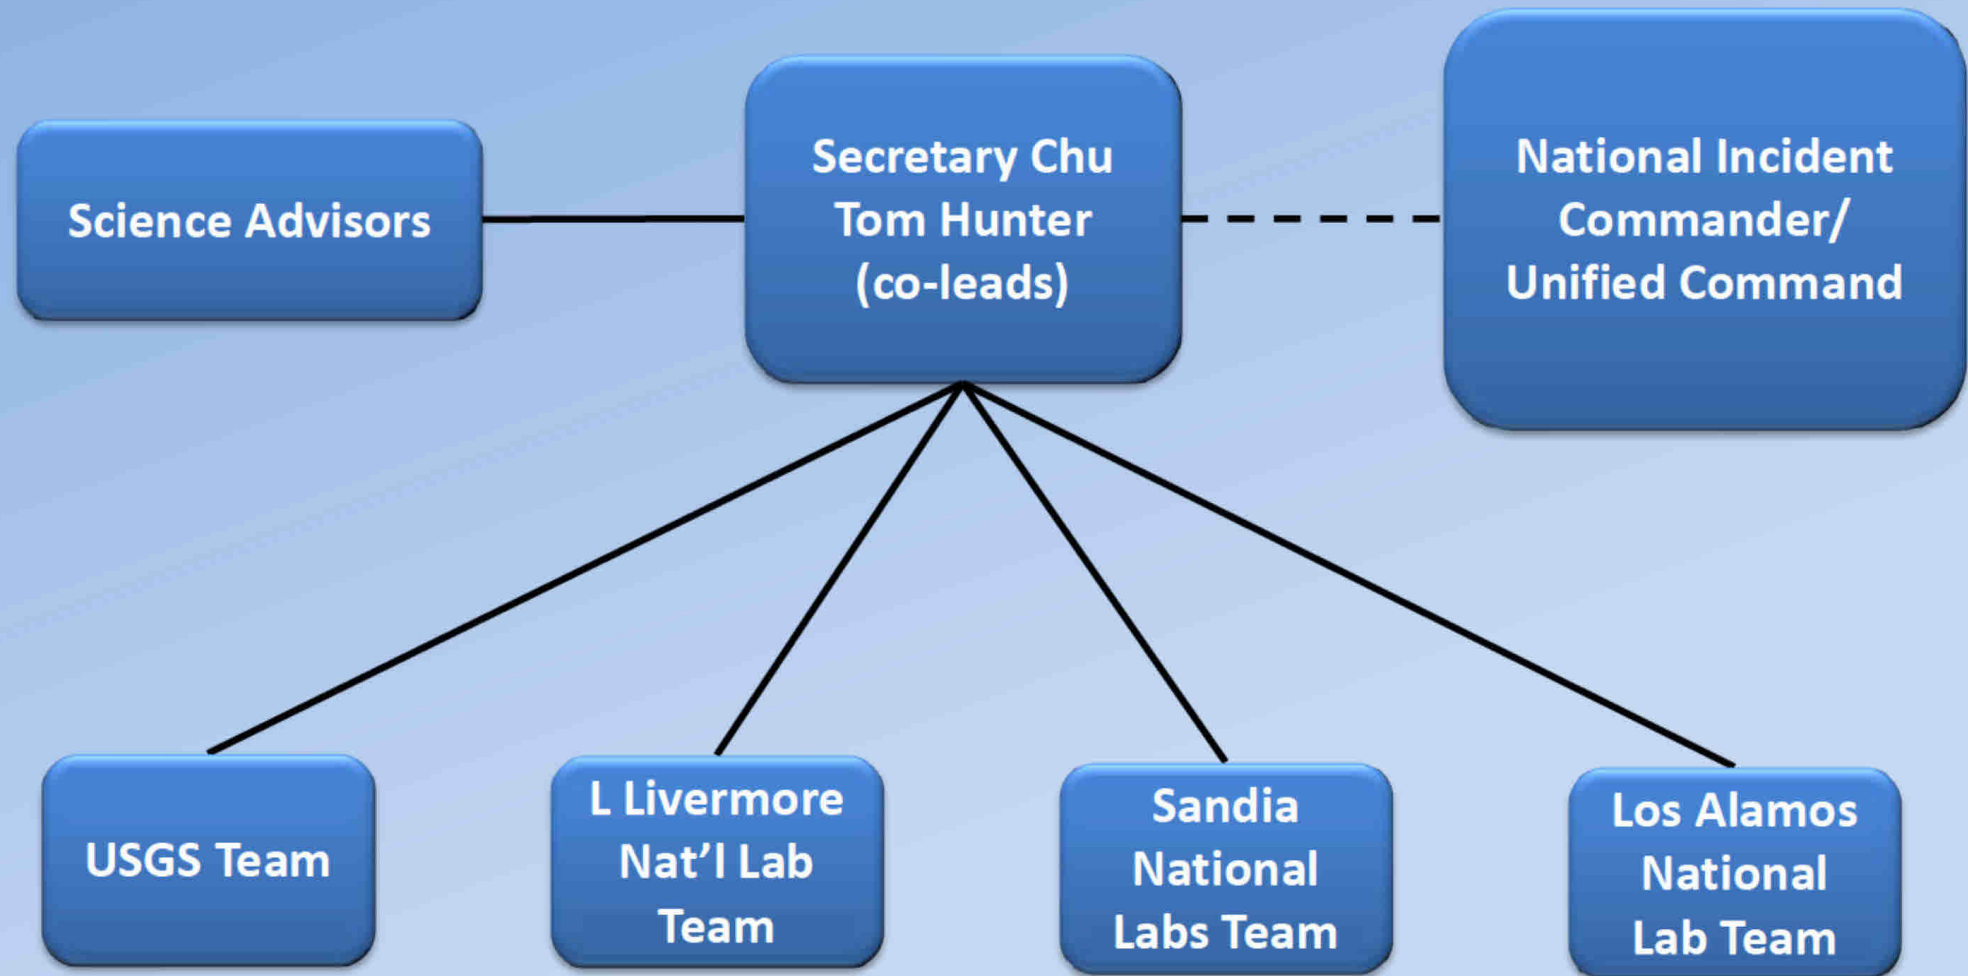 Science Advisors
Secretary Chu
Tom Hunter
(co-leads)
National Incident
Commander/
Unified Command
USGS Team
L Livermore
Nat’l Lab
Team
Sandia
National
Labs Team
Los Alamos
National
Lab Team